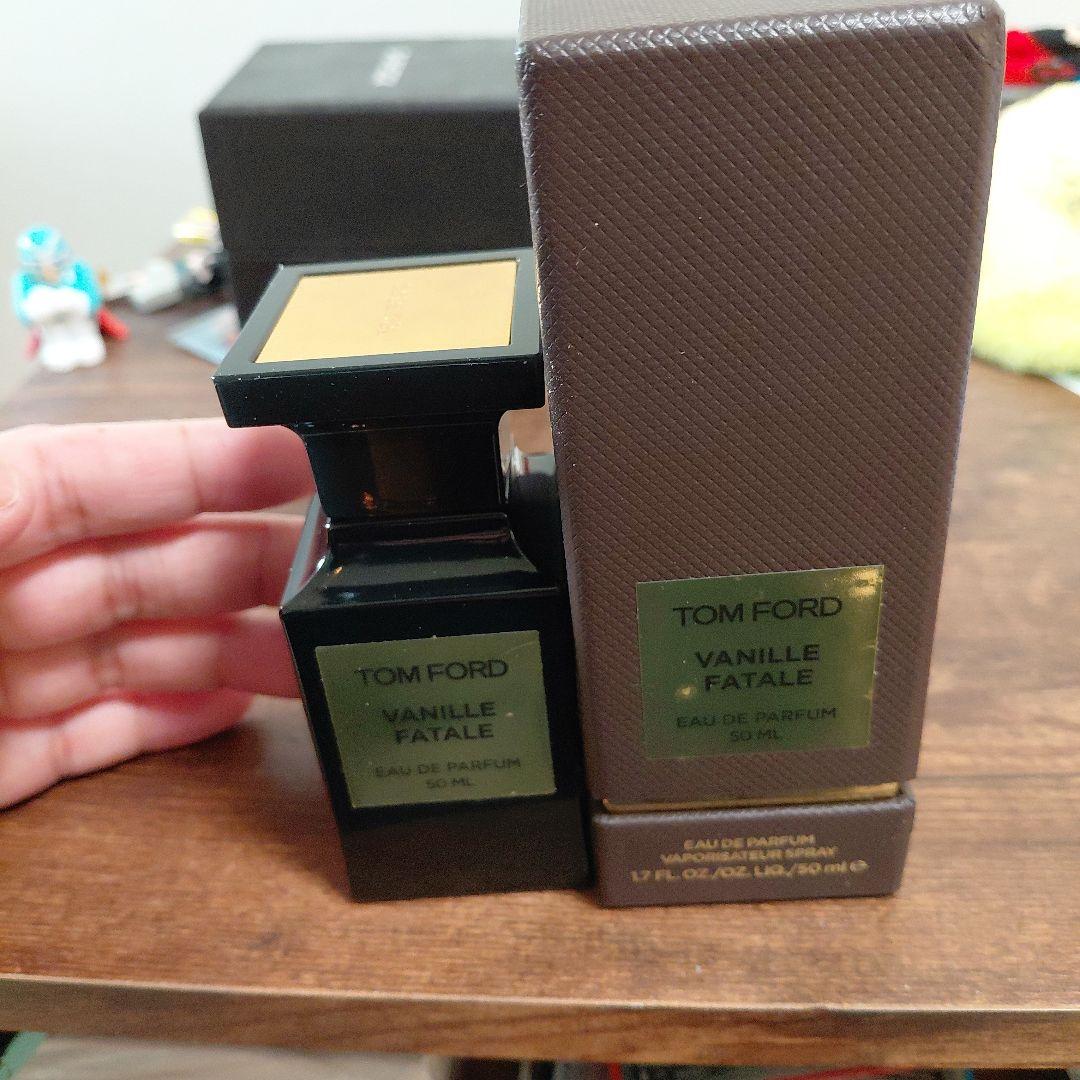 TOM FORD
VANILLE
FATALE
EAU DE PARFUM
50 ML
TOM FORD
VANILLE
FATALE
EAU DE PARFUM
50 ML
EAU DE PARFUM
VAPORISATEUR SPRAY
1.7 FL. OZ./OZ. LIQ./50 ml ℮